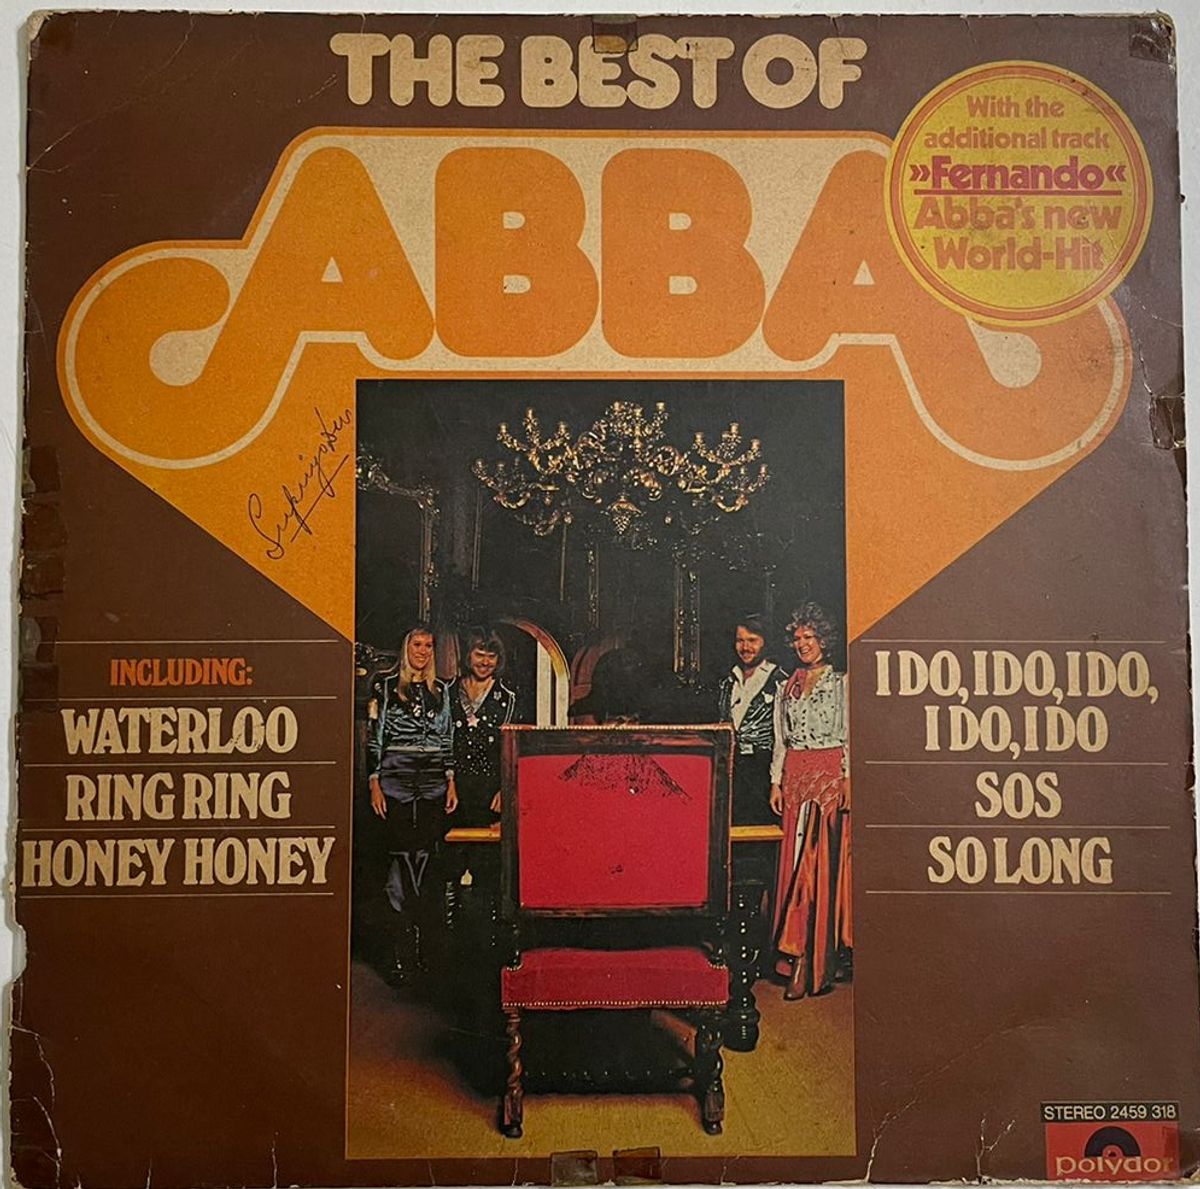 THE BEST OF
ABBA
With the
additional track
»Fernando«
Abba's new
World-Hit
INCLUDING:
WATERLOO
RING RING
HONEY HONEY
I DO, I DO, I DO,
I DO, I DO
SOS
SO LONG
STEREO 2459 318
polydor